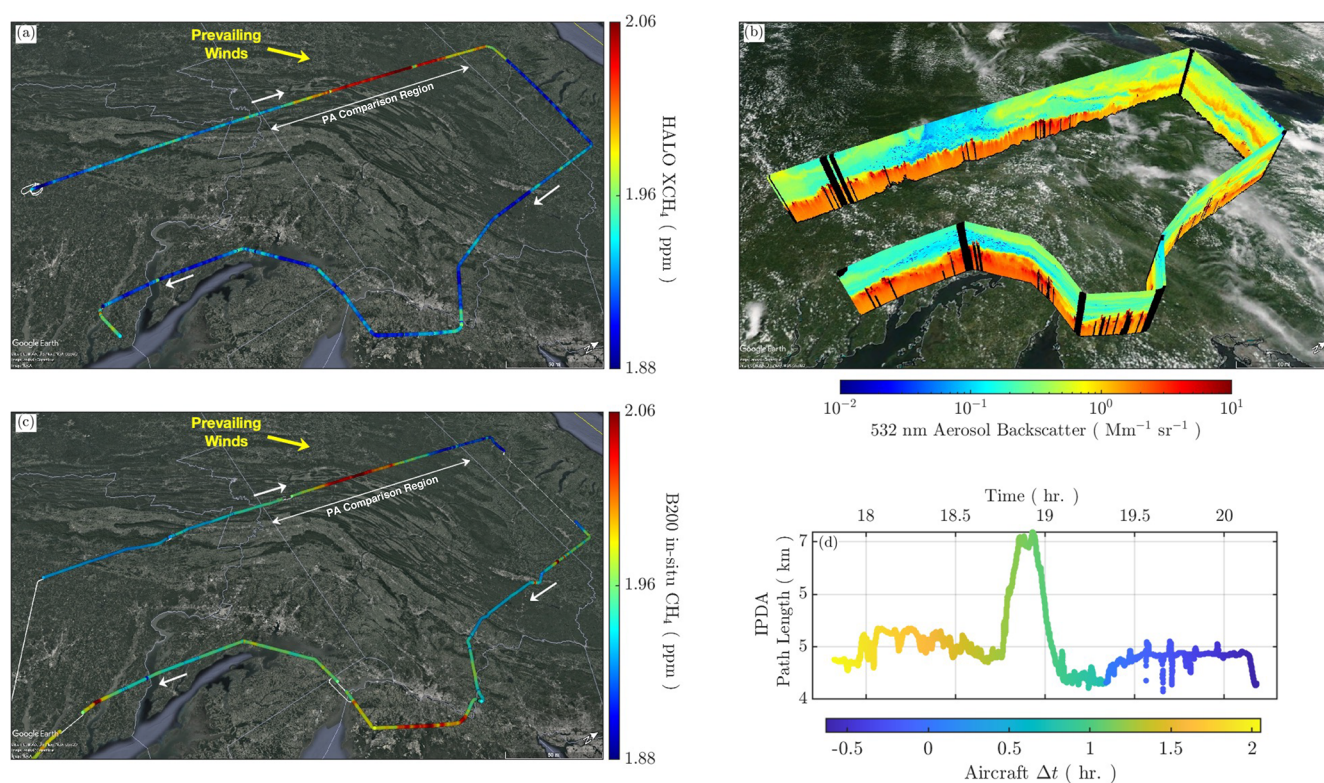 (a)
Prevailing
Winds
PA Comparison Region
Google Earth
2.06
1.96
1.88
HALO XCH4 ( ppm )
(b)
Google Earth
10^-2
10^-1
10^0
10^1
532 nm Aerosol Backscatter ( Mm^-1 sr^-1 )
(c)
Prevailing
Winds
PA Comparison Region
Google Earth
2.06
1.96
1.88
B200 in-situ CH4 ( ppm )
Time ( hr. )
18
18.5
19
19.5
20
(d)
7
6
5
5
4
IPDA
Path Length ( km )
-0.5
0
0.5
1
1.5
2
Aircraft Δt ( hr. )